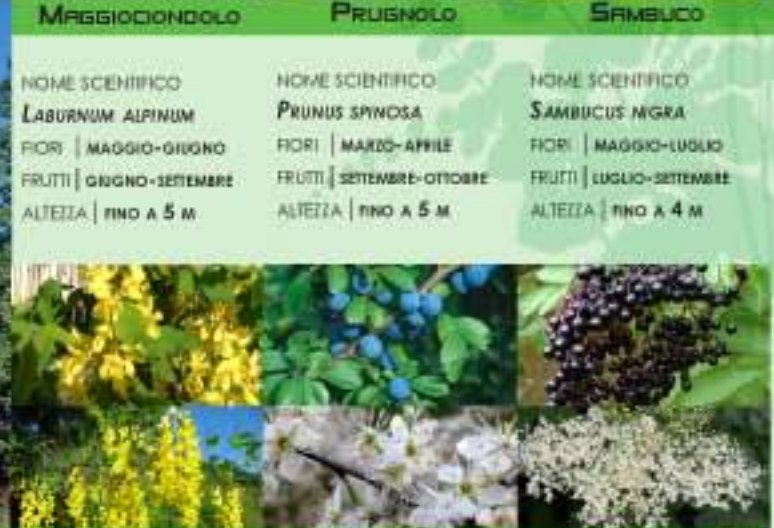 MAGGIOCIONDOLO
NOME SCIENTIFICO
LABURNUM ALPINUM
FIORI | MAGGIO-GIUGNO
FRUTTI | GIUGNO-SETTEMBRE
ALTEZZA | FINO A 5 M
PRUGNOLO
NOME SCIENTIFICO
PRUNUS SPINOSA
FIORI | MARZO-APRILE
FRUTTI | SETTEMBRE-OTTOBRE
ALTEZZA | FINO A 5 M
SAMBUCO
NOME SCIENTIFICO
SAMBUCUS NIGRA
FIORI | MAGGIO-LUGLIO
FRUTTI | LUGLIO-SETTEMBRE
ALTEZZA | FINO A 4 M